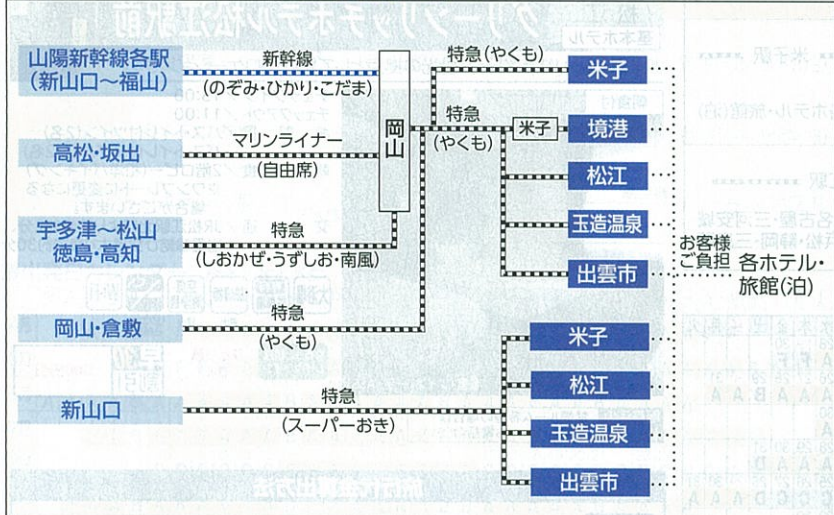 山陽新幹線各駅
(新山口～福山)
新幹線
(のぞみ・ひかり・こだま)
高松・坂出
マリンライナー
(自由席)
宇多津～松山
徳島・高知
特急
(しおかぜ・うずしお・南風)
岡山・倉敷
特急
(やくも)
新山口
特急
(スーパーおき)
岡山
特急(やくも)
特急
(やくも)
米子
米子
境港
松江
玉造温泉
出雲市
米子
松江
玉造温泉
出雲市
お客様
ご負担
各ホテル・
旅館(泊)